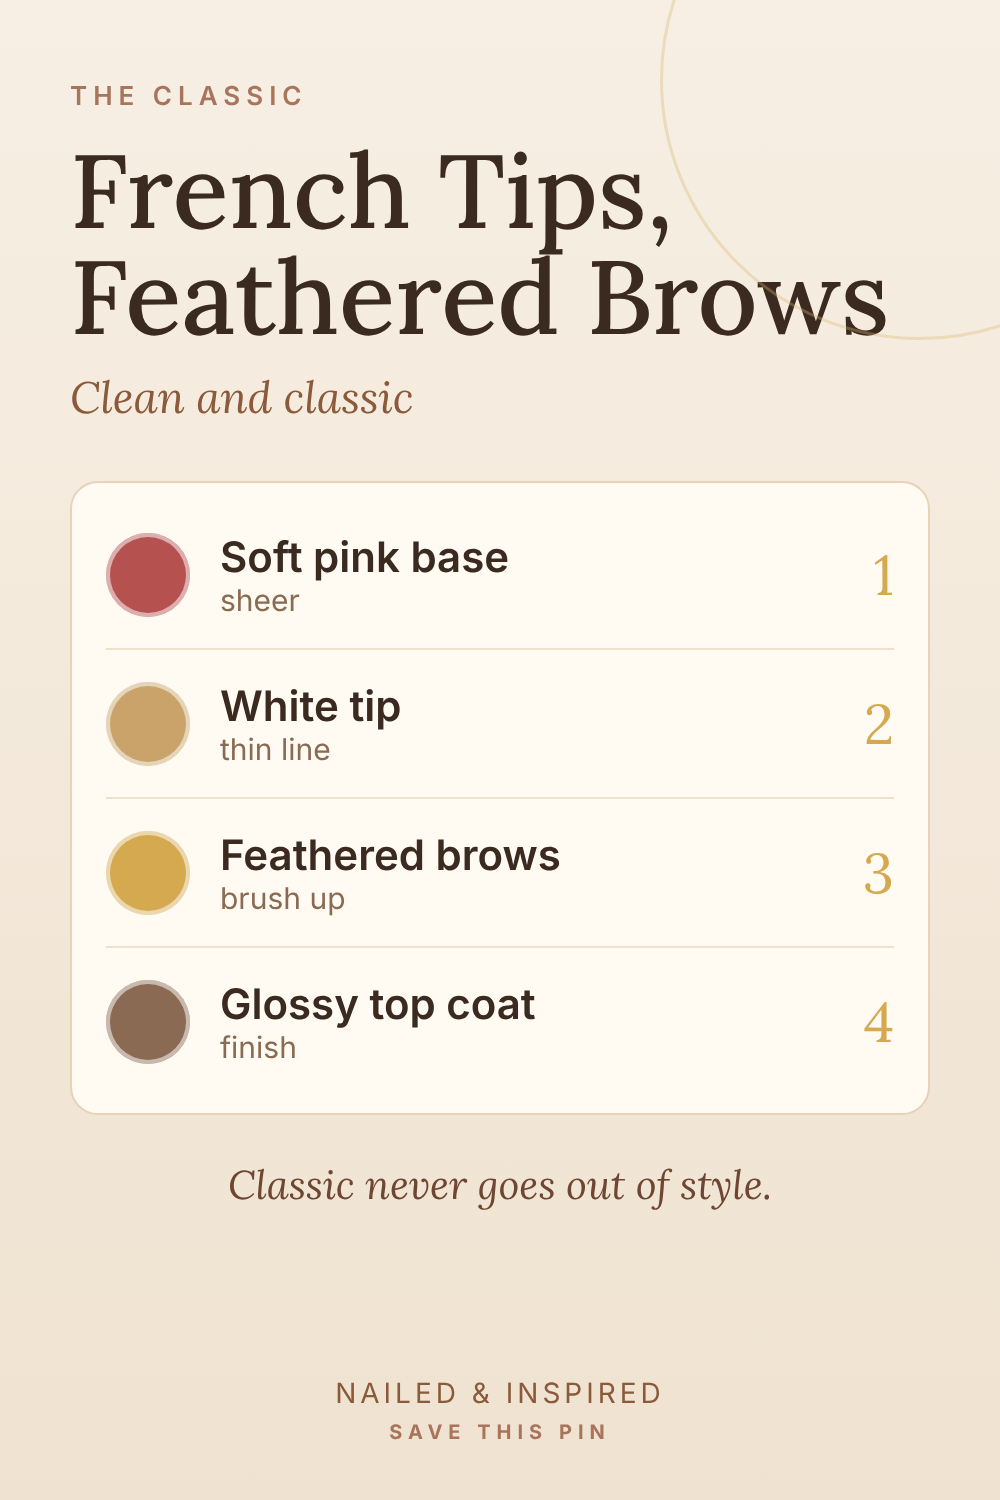 THE CLASSIC
French Tips,
Feathered Brows
Clean and classic
Soft pink base
sheer
1
White tip
thin line
2
Feathered brows
brush up
3
Glossy top coat
finish
4
Classic never goes out of style.
NAILED & INSPIRED
SAVE THIS PIN